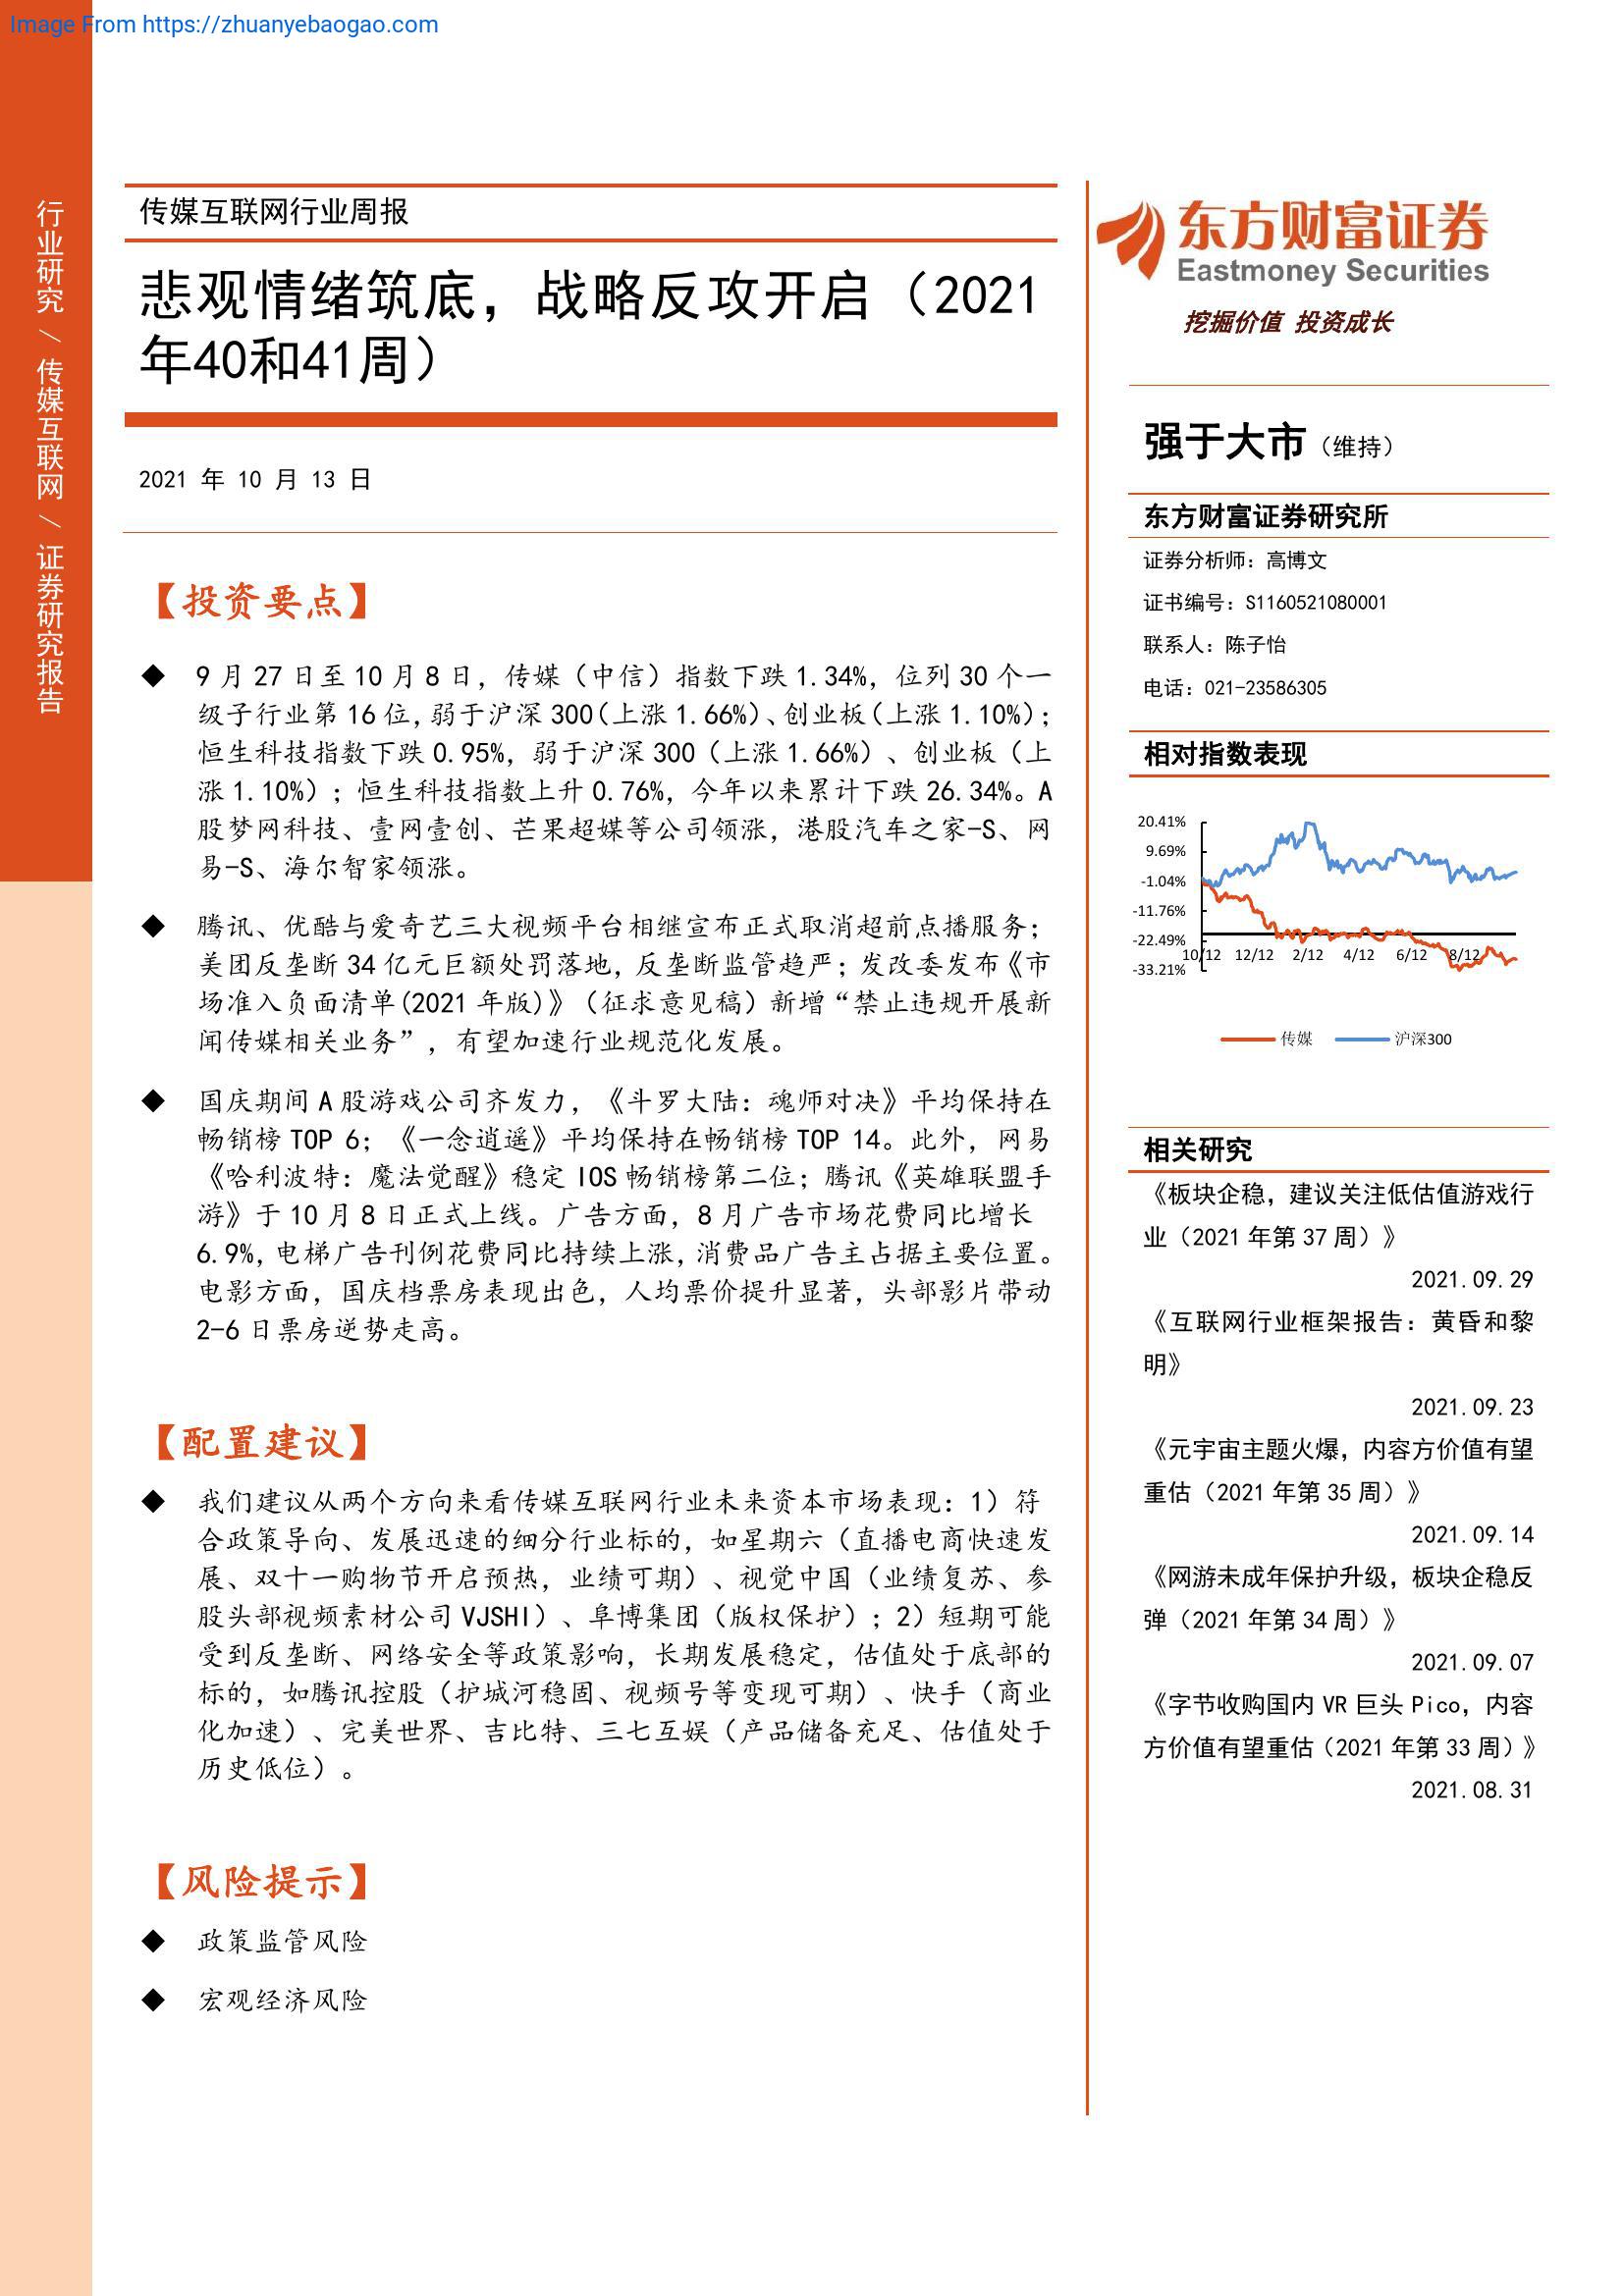 Image From https://zhuanyebaogao.com
行业研究 / 传媒互联网 / 证券研究报告
传媒互联网行业周报
悲观情绪筑底，战略反攻开启（2021
年40和41周）
2021 年 10 月 13 日
【投资要点】
◆ 9 月 27 日至 10 月 8 日，传媒（中信）指数下跌 1.34%，位列 30 个一
级子行业第 16 位，弱于沪深 300（上涨 1.66%）、创业板（上涨 1.10%）；
恒生科技指数下跌 0.95%，弱于沪深 300（上涨 1.66%）、创业板（上
涨 1.10%）；恒生科技指数上升 0.76%，今年以来累计下跌 26.34%。A
股梦网科技、壹网壹创、芒果超媒等公司领涨，港股汽车之家-S、网
易-S、海尔智家领涨。
◆ 腾讯、优酷与爱奇艺三大视频平台相继宣布正式取消超前点播服务；
美团反垄断 34 亿元巨额处罚落地，反垄断监管趋严；发改委发布《市
场准入负面清单(2021 年版)》（征求意见稿）新增“禁止违规开展新
闻传媒相关业务”，有望加速行业规范化发展。
◆ 国庆期间 A 股游戏公司齐发力，《斗罗大陆：魂师对决》平均保持在
畅销榜 TOP 6；《一念逍遥》平均保持在畅销榜 TOP 14。此外，网易
《哈利波特：魔法觉醒》稳定 IOS 畅销榜第二位；腾讯《英雄联盟手
游》于 10 月 8 日正式上线。广告方面，8 月广告市场花费同比增长
6.9%，电梯广告刊例花费同比持续上涨，消费品广告主占据主要位置。
电影方面，国庆档票房表现出色，人均票价提升显著，头部影片带动
2-6 日票房逆势走高。
【配置建议】
◆ 我们建议从两个方向来看传媒互联网行业未来资本市场表现：1）符
合政策导向、发展迅速的细分行业标的，如星期六（直播电商快速发
展、双十一购物节开启预热，业绩可期）、视觉中国（业绩复苏、参
股头部视频素材公司 VJSHI）、阜博集团（版权保护）；2）短期可能
受到反垄断、网络安全等政策影响，长期发展稳定，估值处于底部的
标的，如腾讯控股（护城河稳固、视频号等变现可期）、快手（商业
化加速）、完美世界、吉比特、三七互娱（产品储备充足、估值处于
历史低位）。
【风险提示】
◆ 政策监管风险
◆ 宏观经济风险
东方财富证券
Eastmoney Securities
挖掘价值 投资成长
强于大市（维持）
东方财富证券研究所
证券分析师：高博文
证书编号：S1160521080001
联系人：陈子怡
电话：021-23586305
相对指数表现
20.41%
9.69%
-1.04%
-11.76%
-22.49%
-33.21%
10/12 12/12 2/12 4/12 6/12 8/12
传媒 沪深300
相关研究
《板块企稳，建议关注低估值游戏行
业（2021 年第 37 周）》
2021.09.29
《互联网行业框架报告：黄昏和黎
明》
2021.09.23
《元宇宙主题火爆，内容方价值有望
重估（2021 年第 35 周）》
2021.09.14
《网游未成年保护升级，板块企稳反
弹（2021 年第 34 周）》
2021.09.07
《字节收购国内 VR 巨头 Pico，内容
方价值有望重估（2021 年第 33 周）》
2021.08.31